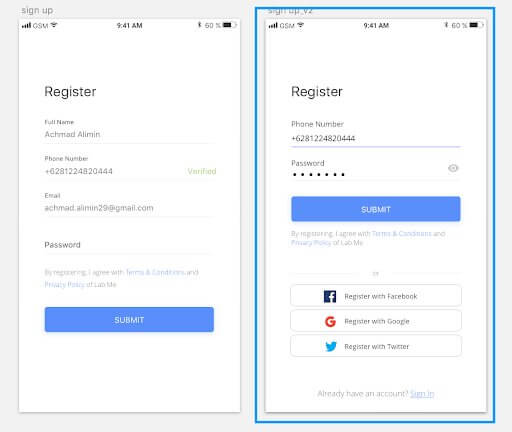 sign up
GSM
9:41 AM
60 %
Register
Full Name
Achmad Alimin
Phone Number
+6281224820444
Verified
Email
achmad.alimin29@gmail.com
Password
By registering, I agree with Terms & Conditions and
Privacy Policy of Lab Me
SUBMIT
sign up_v2
GSM
9:41 AM
60 %
Register
Phone Number
+6281224820444
Password
SUBMIT
By registering, I agree with Terms & Conditions and
Privacy Policy of Lab Me
or
Register with Facebook
Register with Google
Register with Twitter
Already have an account? Sign In